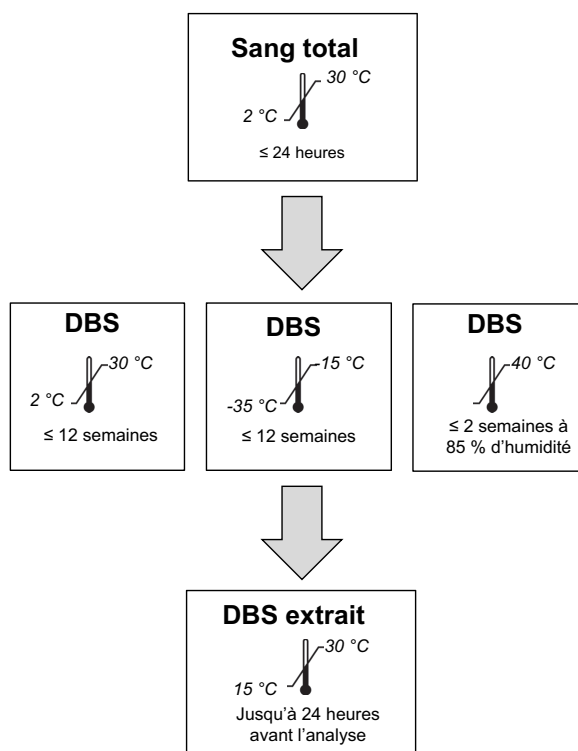 Sang total
30 °C
2 °C
≤ 24 heures
DBS
30 °C
2 °C
≤ 12 semaines
DBS
-15 °C
-35 °C
≤ 12 semaines
DBS
40 °C
≤ 2 semaines à
85 % d’humidité
DBS extrait
30 °C
15 °C
Jusqu’à 24 heures
avant l’analyse